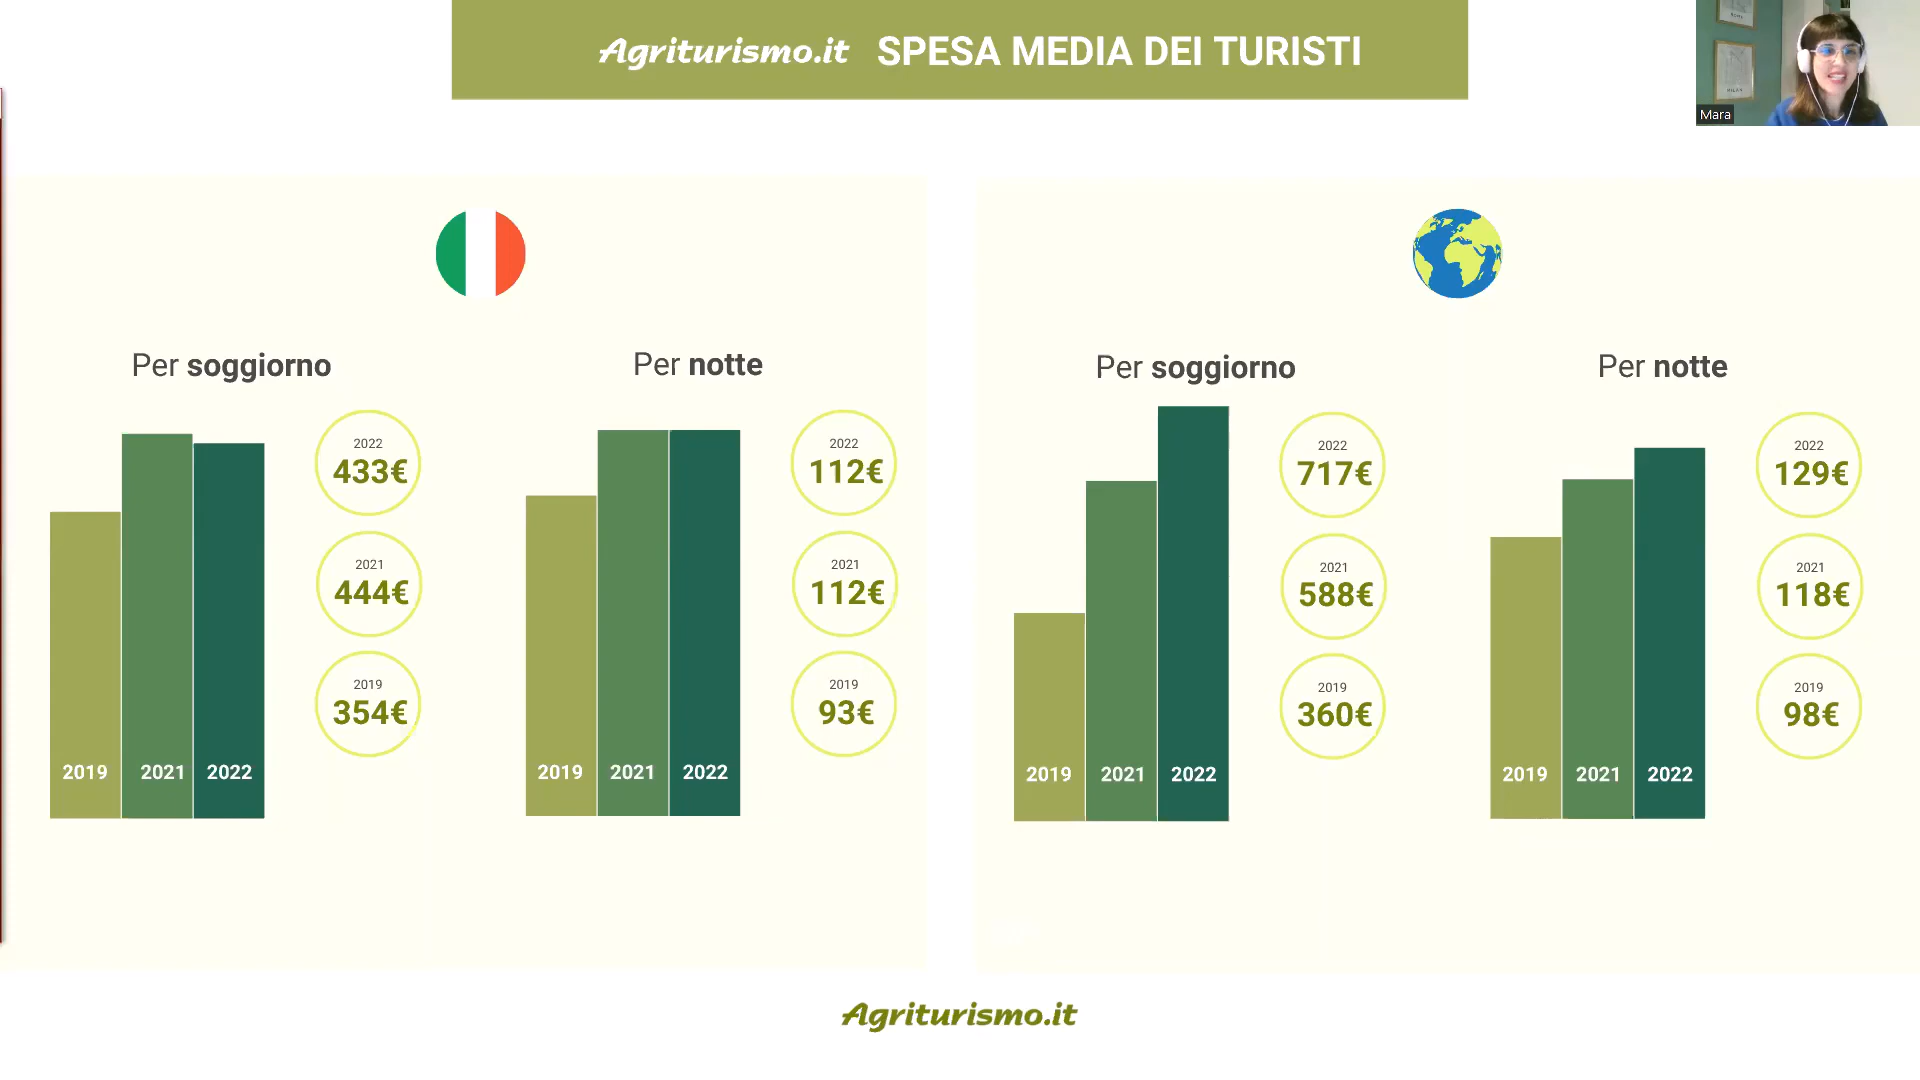 Agriturismo.it SPESA MEDIA DEI TURISTI
Mara
Per soggiorno
2022
433€
2021
444€
2019
354€
2019 2021 2022
Per notte
2022
112€
2021
112€
2019
93€
2019 2021 2022
Per soggiorno
2022
717€
2021
588€
2019
360€
2019 2021 2022
Per notte
2022
129€
2021
118€
2019
98€
2019 2021 2022
Agriturismo.it